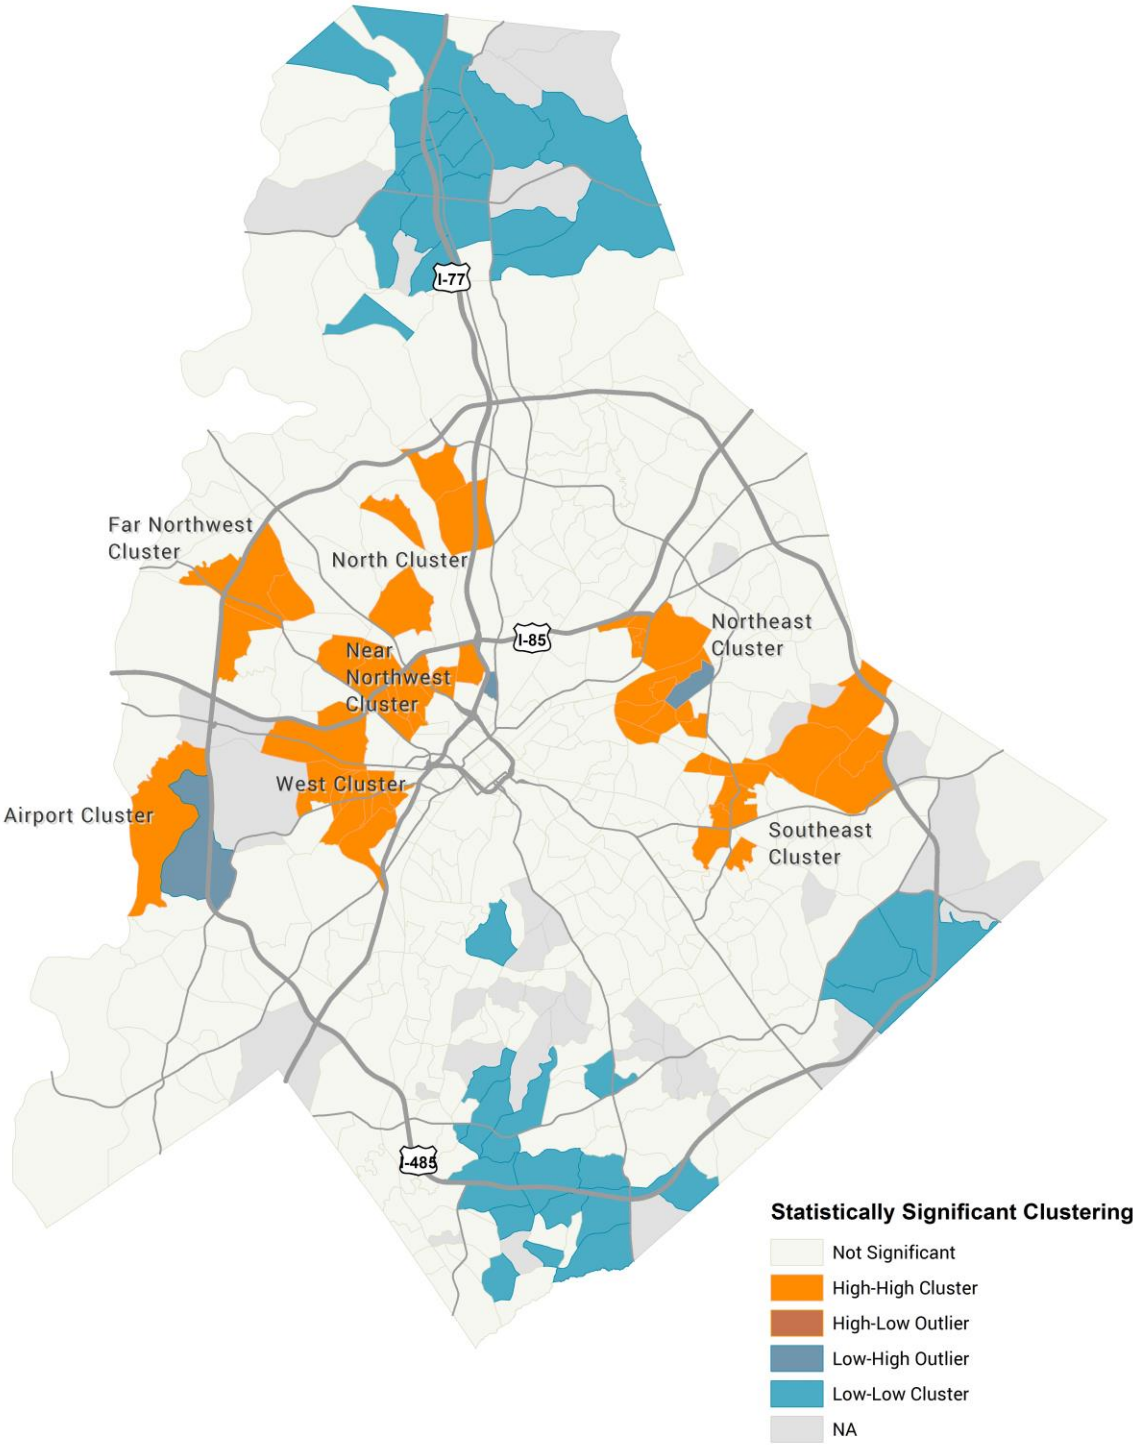 I-77
Far Northwest
Cluster
North Cluster
Northeast
Cluster
I-85
Near
Northwest
Cluster
West Cluster
Airport Cluster
Southeast
Cluster
I-485
Statistically Significant Clustering
Not Significant
High-High Cluster
High-Low Outlier
Low-High Outlier
Low-Low Cluster
NA